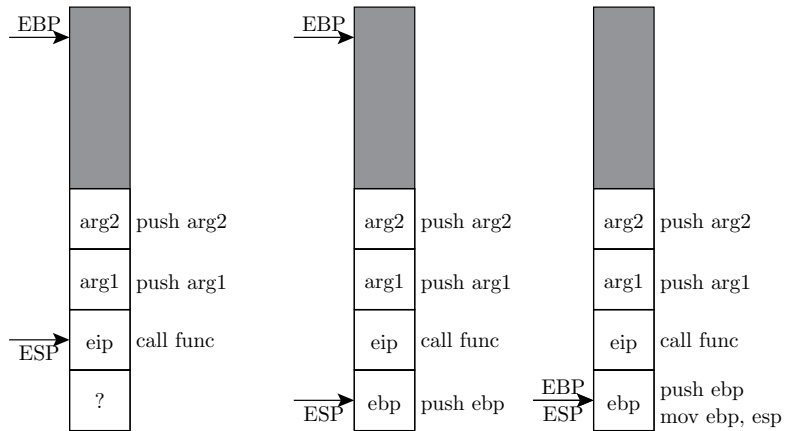 EBP
arg2 push arg2
arg1 push arg1
ESP
eip call func
?
EBP
arg2 push arg2
arg1 push arg1
eip call func
ESP
ebp push ebp
arg2 push arg2
arg1 push arg1
eip call func
EBP
ESP
ebp
push ebp
mov ebp, esp